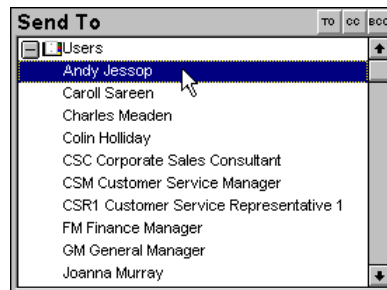 Send To
TO CC BCC
Users
Andy Jessop
Caroll Sareen
Charles Meaden
Colin Holliday
CSC Corporate Sales Consultant
CSM Customer Service Manager
CSR1 Customer Service Representative 1
FM Finance Manager
GM General Manager
Joanna Murray